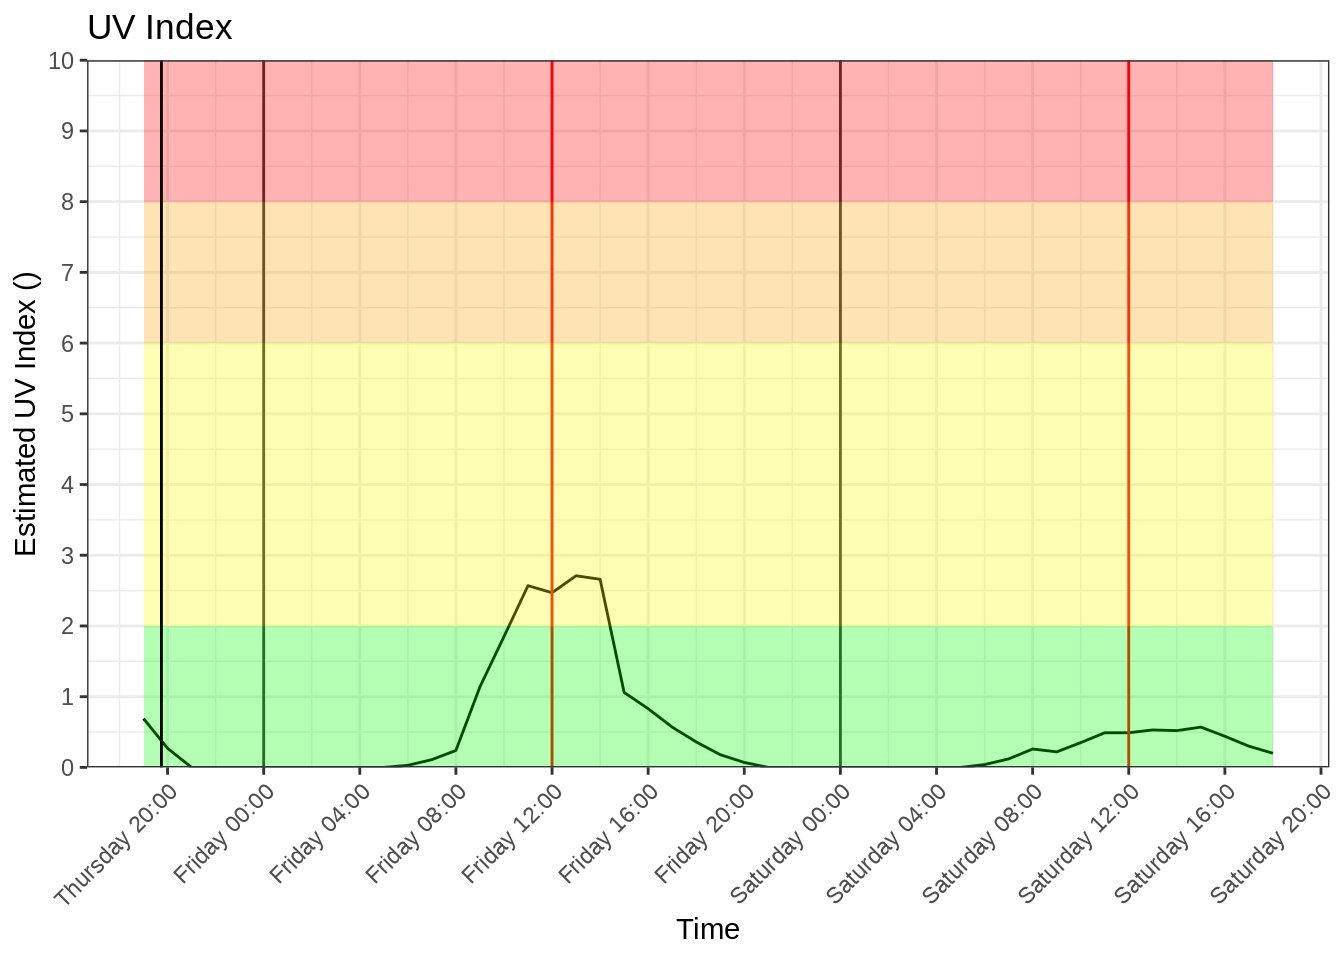 UV Index
Estimated UV Index ()
10
9
8
7
6
5
4
3
2
1
0
Thursday 20:00
Friday 00:00
Friday 04:00
Friday 08:00
Friday 12:00
Friday 16:00
Friday 20:00
Saturday 00:00
Saturday 04:00
Saturday 08:00
Saturday 12:00
Saturday 16:00
Saturday 20:00
Time